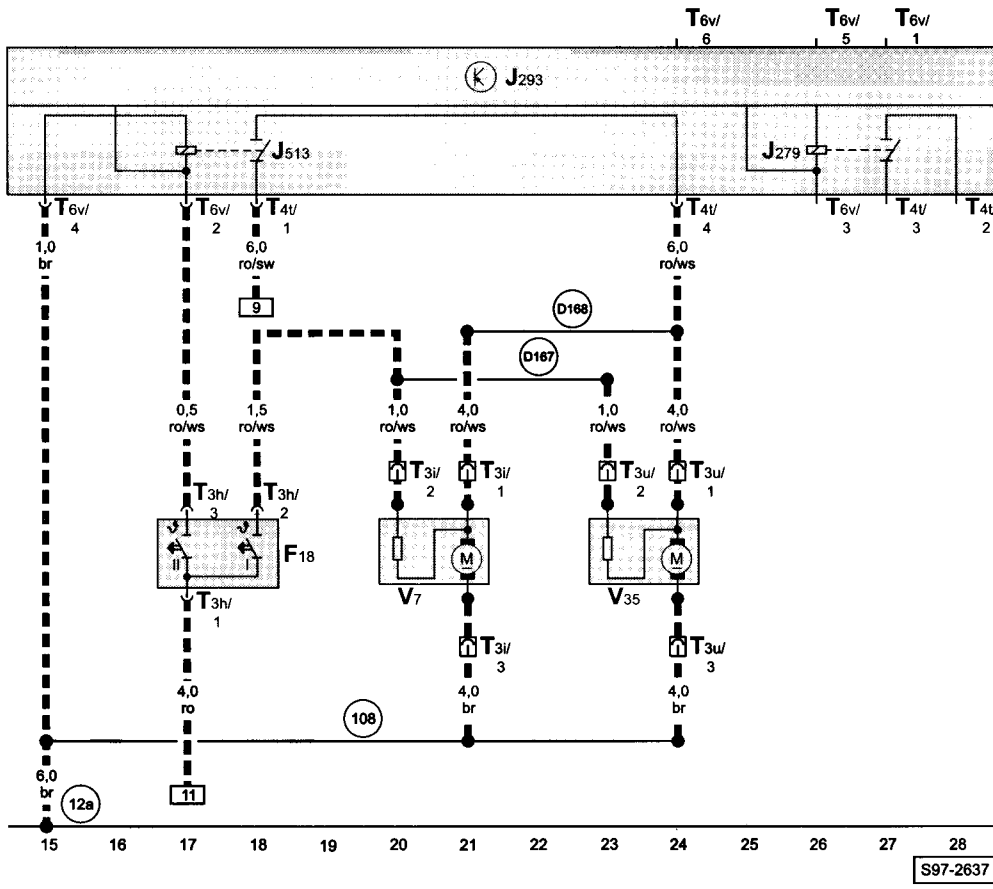 T6v/ 6
T6v/ 5
T6v/ 1
J293
J513
J279
T6v/ 4
T6v/ 2
T4t/ 1
T4t/ 4
T6v/ 3
T4t/ 3
T4t/ 2
1,0 br
6,0 ro/sw
6,0 ro/ws
9
D168
D167
0,5 ro/ws
1,5 ro/ws
1,0 ro/ws
4,0 ro/ws
1,0 ro/ws
4,0 ro/ws
T3i/ 2
T3i/ 1
T3u/ 2
T3u/ 1
T3h/ 3
T3h/ 2
F18
II
I
M
M
V7
V35
T3h/ 1
T3i/ 3
T3u/ 3
4,0 ro
4,0 br
4,0 br
108
6,0 br
12a
11
15 16 17 18 19 20 21 22 23 24 25 26 27 28
S97-2637